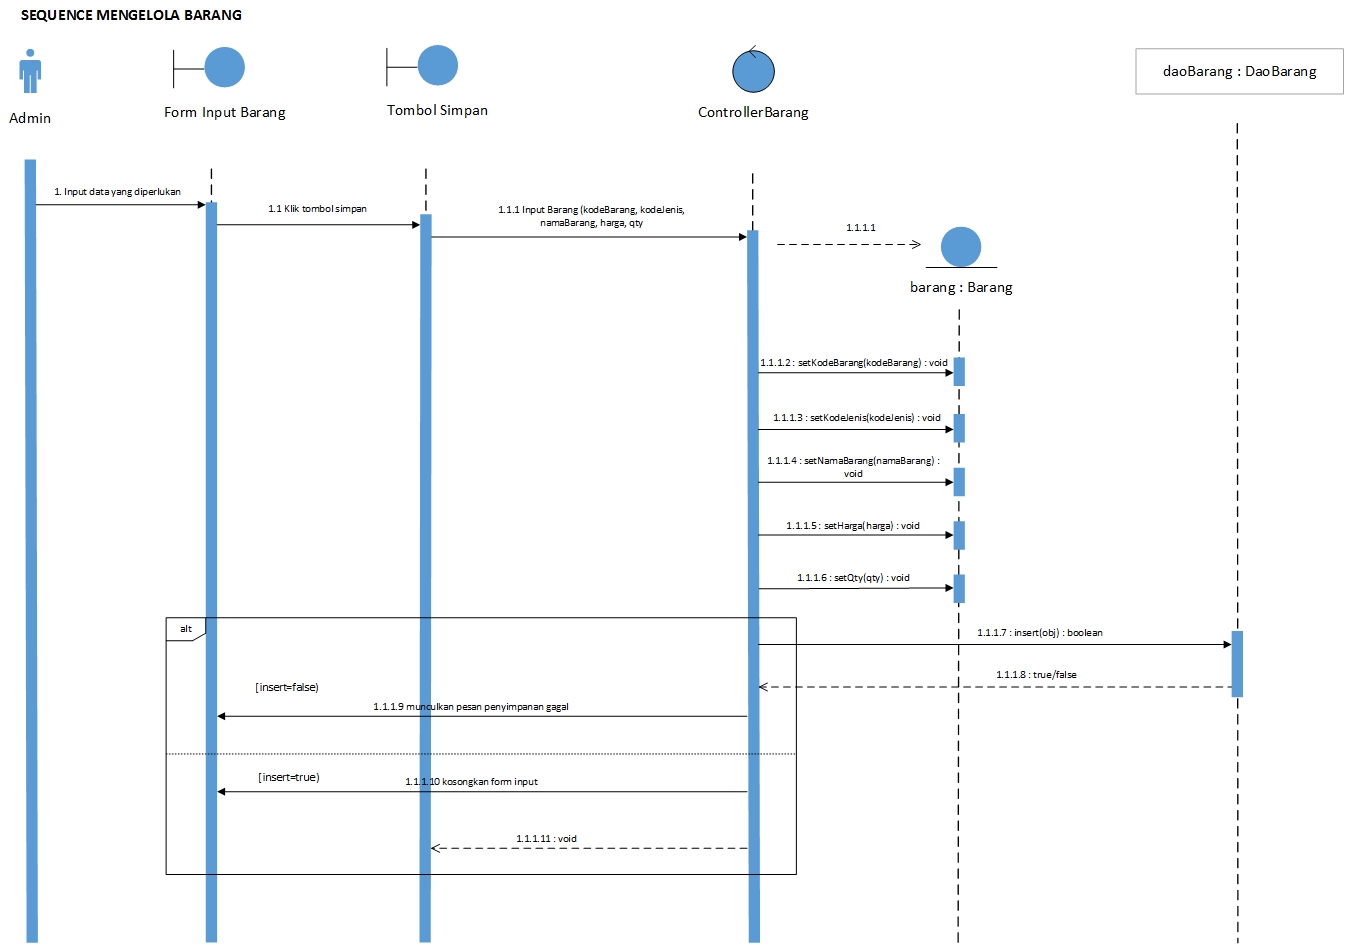 SEQUENCE MENGELOLA BARANG
Admin
Form Input Barang
Tombol Simpan
ControllerBarang
daoBarang : DaoBarang
1. Input data yang diperlukan
1.1 Klik tombol simpan
1.1.1 Input Barang (kodeBarang, kodeJenis,
namaBarang, harga, qty
1.1.1.1
barang : Barang
1.1.1.2 : setKodeBarang(kodeBarang) : void
1.1.1.3 : setKodeJenis(kodeJenis) : void
1.1.1.4 : setNamaBarang(namaBarang) :
void
1.1.1.5 : setHarga(harga) : void
1.1.1.6 : setQty(qty) : void
alt
1.1.1.7 : insert(obj) : boolean
1.1.1.8 : true/false
[insert=false)
1.1.1.9 munculkan pesan penyimpanan gagal
[insert=true)
1.1.1.10 kosongkan form input
1.1.1.11 : void